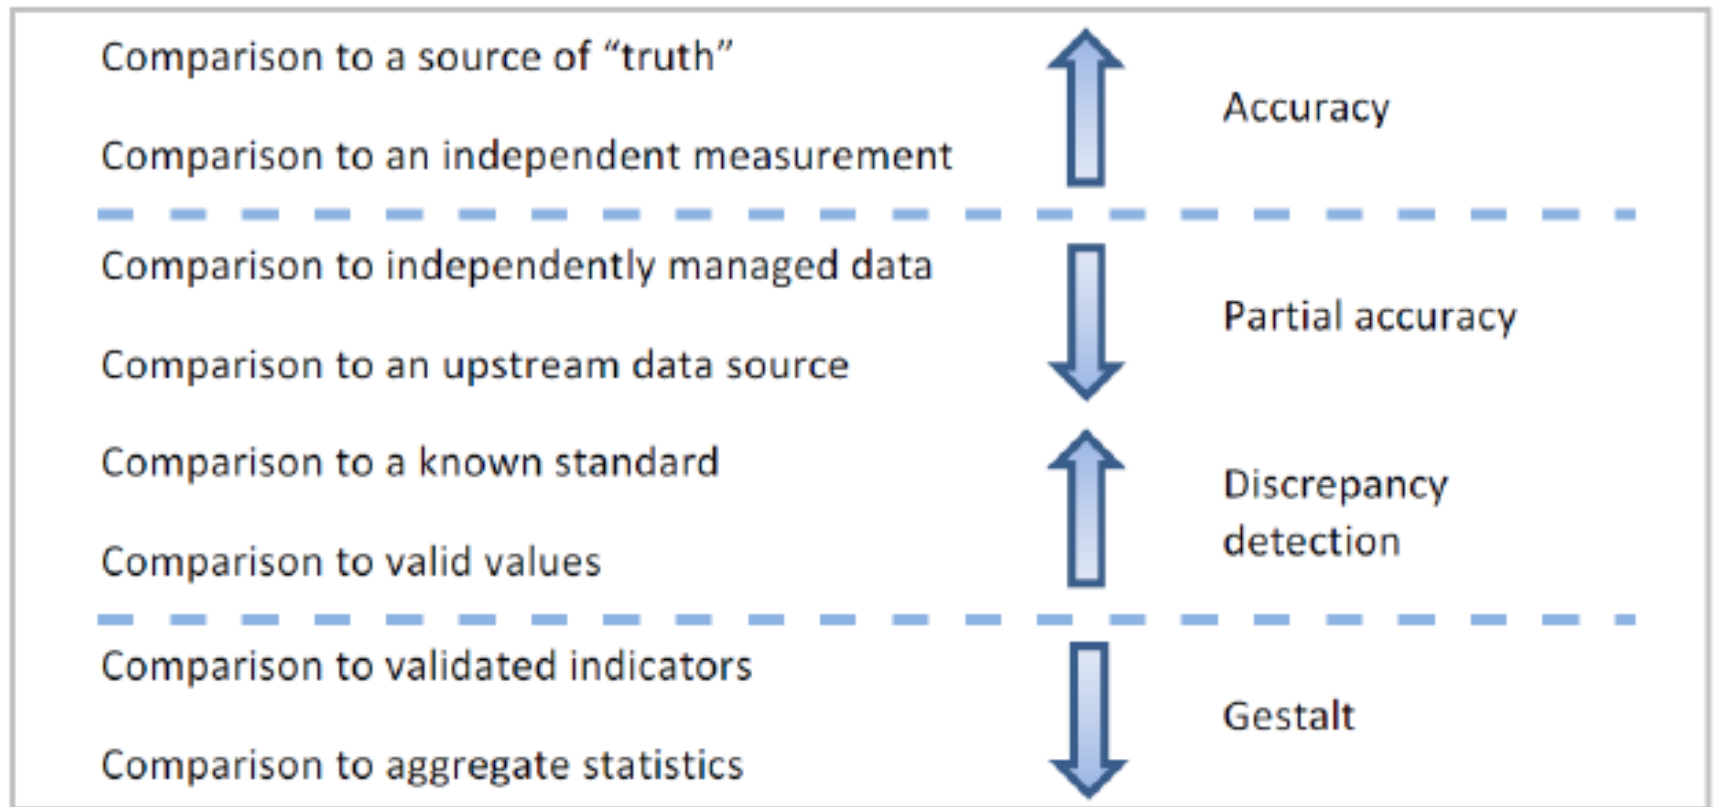 Comparison to a source of “truth”
Comparison to an independent measurement
Accuracy
Comparison to independently managed data
Comparison to an upstream data source
Partial accuracy
Comparison to a known standard
Comparison to valid values
Discrepancy
detection
Comparison to validated indicators
Comparison to aggregate statistics
Gestalt